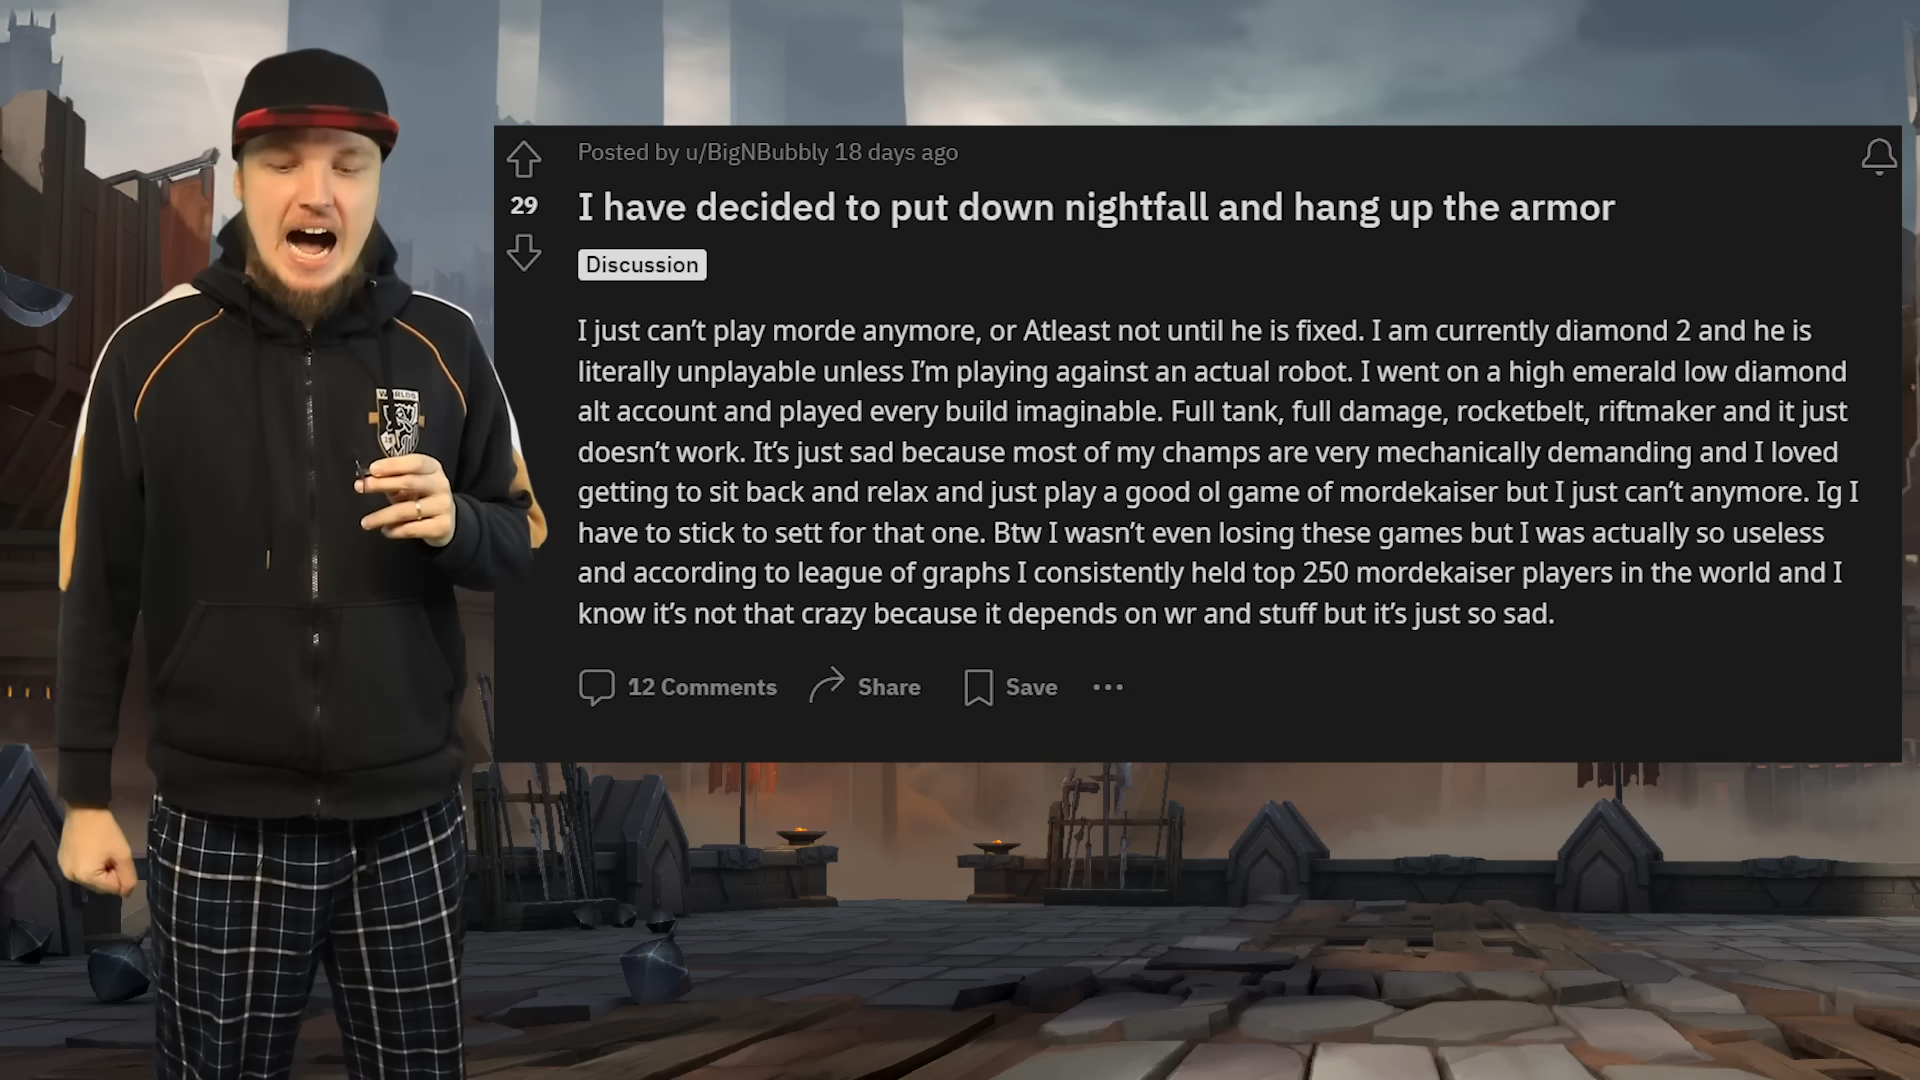 WORLDS
Posted by u/BigNBubbly 18 days ago
29
I have decided to put down nightfall and hang up the armor
Discussion
I just can’t play morde anymore, or Atleast not until he is fixed. I am currently diamond 2 and he is
literally unplayable unless I’m playing against an actual robot. I went on a high emerald low diamond
alt account and played every build imaginable. Full tank, full damage, rocketbelt, riftmaker and it just
doesn’t work. It’s just sad because most of my champs are very mechanically demanding and I loved
getting to sit back and relax and just play a good ol game of mordekaiser but I just can’t anymore. Ig I
have to stick to sett for that one. Btw I wasn’t even losing these games but I was actually so useless
and according to league of graphs I consistently held top 250 mordekaiser players in the world and I
know it’s not that crazy because it depends on wr and stuff but it’s just so sad.
12 Comments Share Save